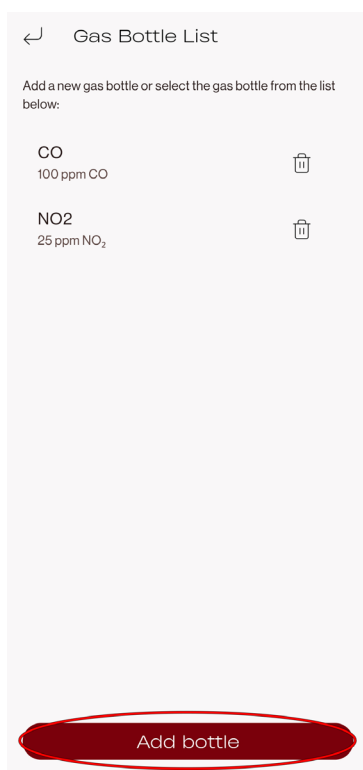 Gas Bottle List
Add a new gas bottle or select the gas bottle from the list
below:
CO
100 ppm CO
NO2
25 ppm NO₂
Add bottle